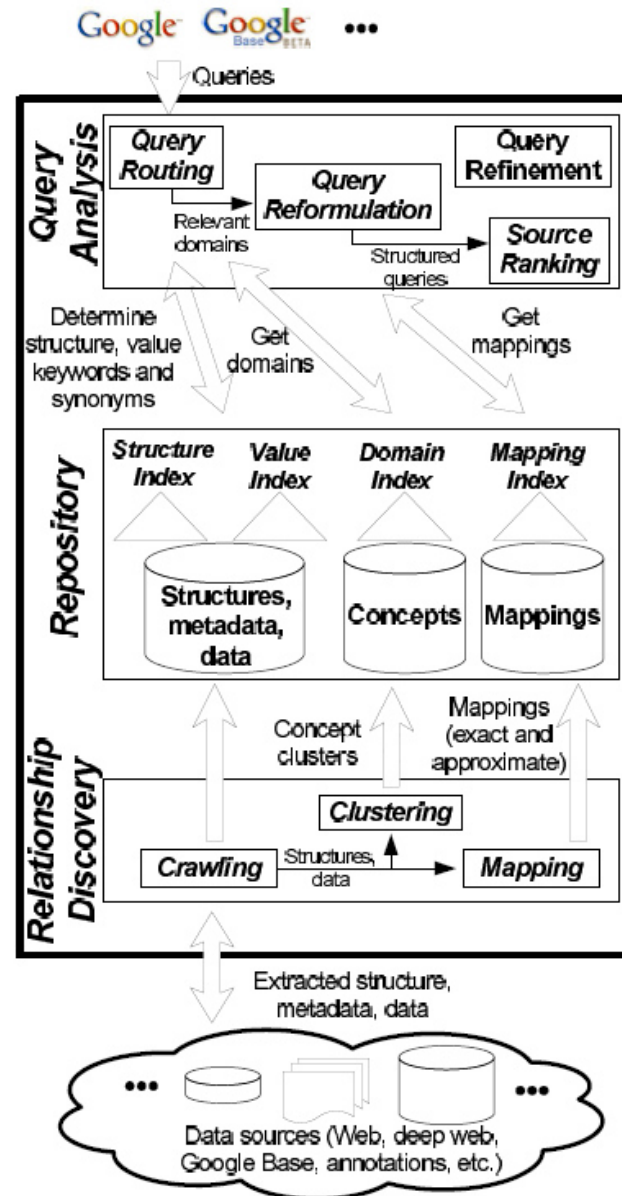 Google Google
Base BETA
Queries
Query
Analysis
Query
Routing
Query
Reformulation
Query
Refinement
Relevant
domains
Structured
queries
Source
Ranking
Determine
structure, value
keywords and
synonyms
Get
domains
Get
mappings
Repository
Structure
Index
Value
Index
Domain
Index
Mapping
Index
Structures,
metadata,
data
Concepts
Mappings
Concept
clusters
Mappings
(exact and
approximate)
Relationship
Discovery
Clustering
Crawling
Structures,
data
Mapping
Extracted structure,
metadata, data
Data sources (Web, deep web,
Google Base, annotations, etc.)